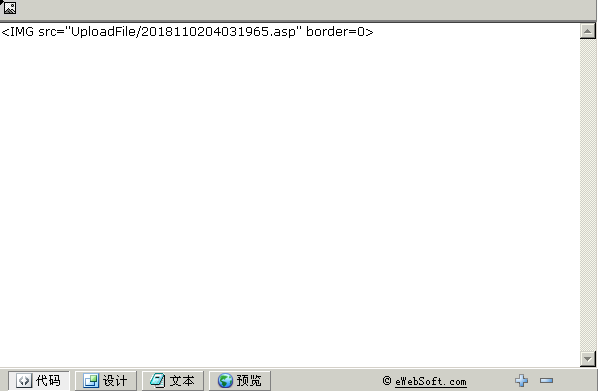 <IMG src="UploadFile/2018110204031965.asp" border=0>
代码 设计 文本 预览 © eWebSoft.com